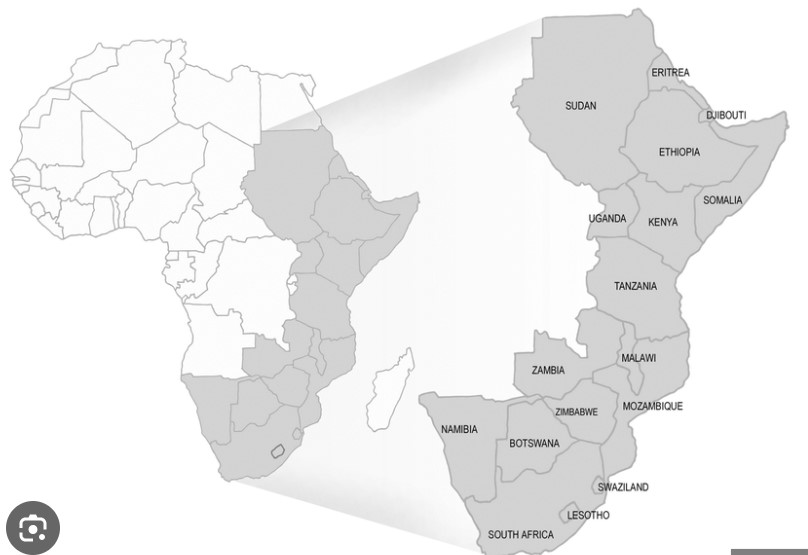 SUDAN
ERITREA
DJIBOUTI
ETHIOPIA
SOMALIA
UGANDA
KENYA
TANZANIA
MALAWI
ZAMBIA
MOZAMBIQUE
ZIMBABWE
NAMIBIA
BOTSWANA
SWAZILAND
LESOTHO
SOUTH AFRICA